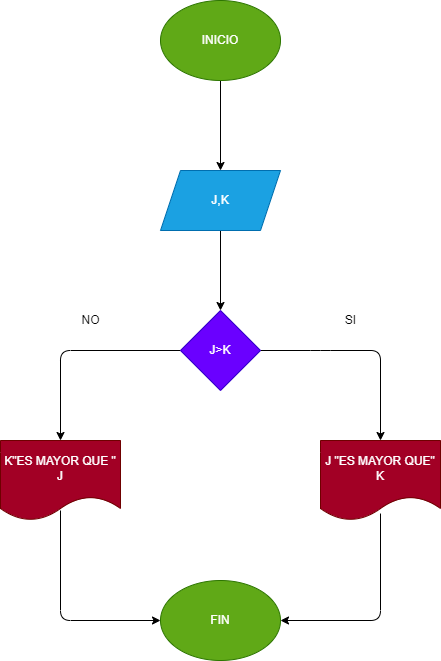 INICIO
J,K
NO
SI
J>K
K"ES MAYOR QUE "
J
J "ES MAYOR QUE"
K
FIN